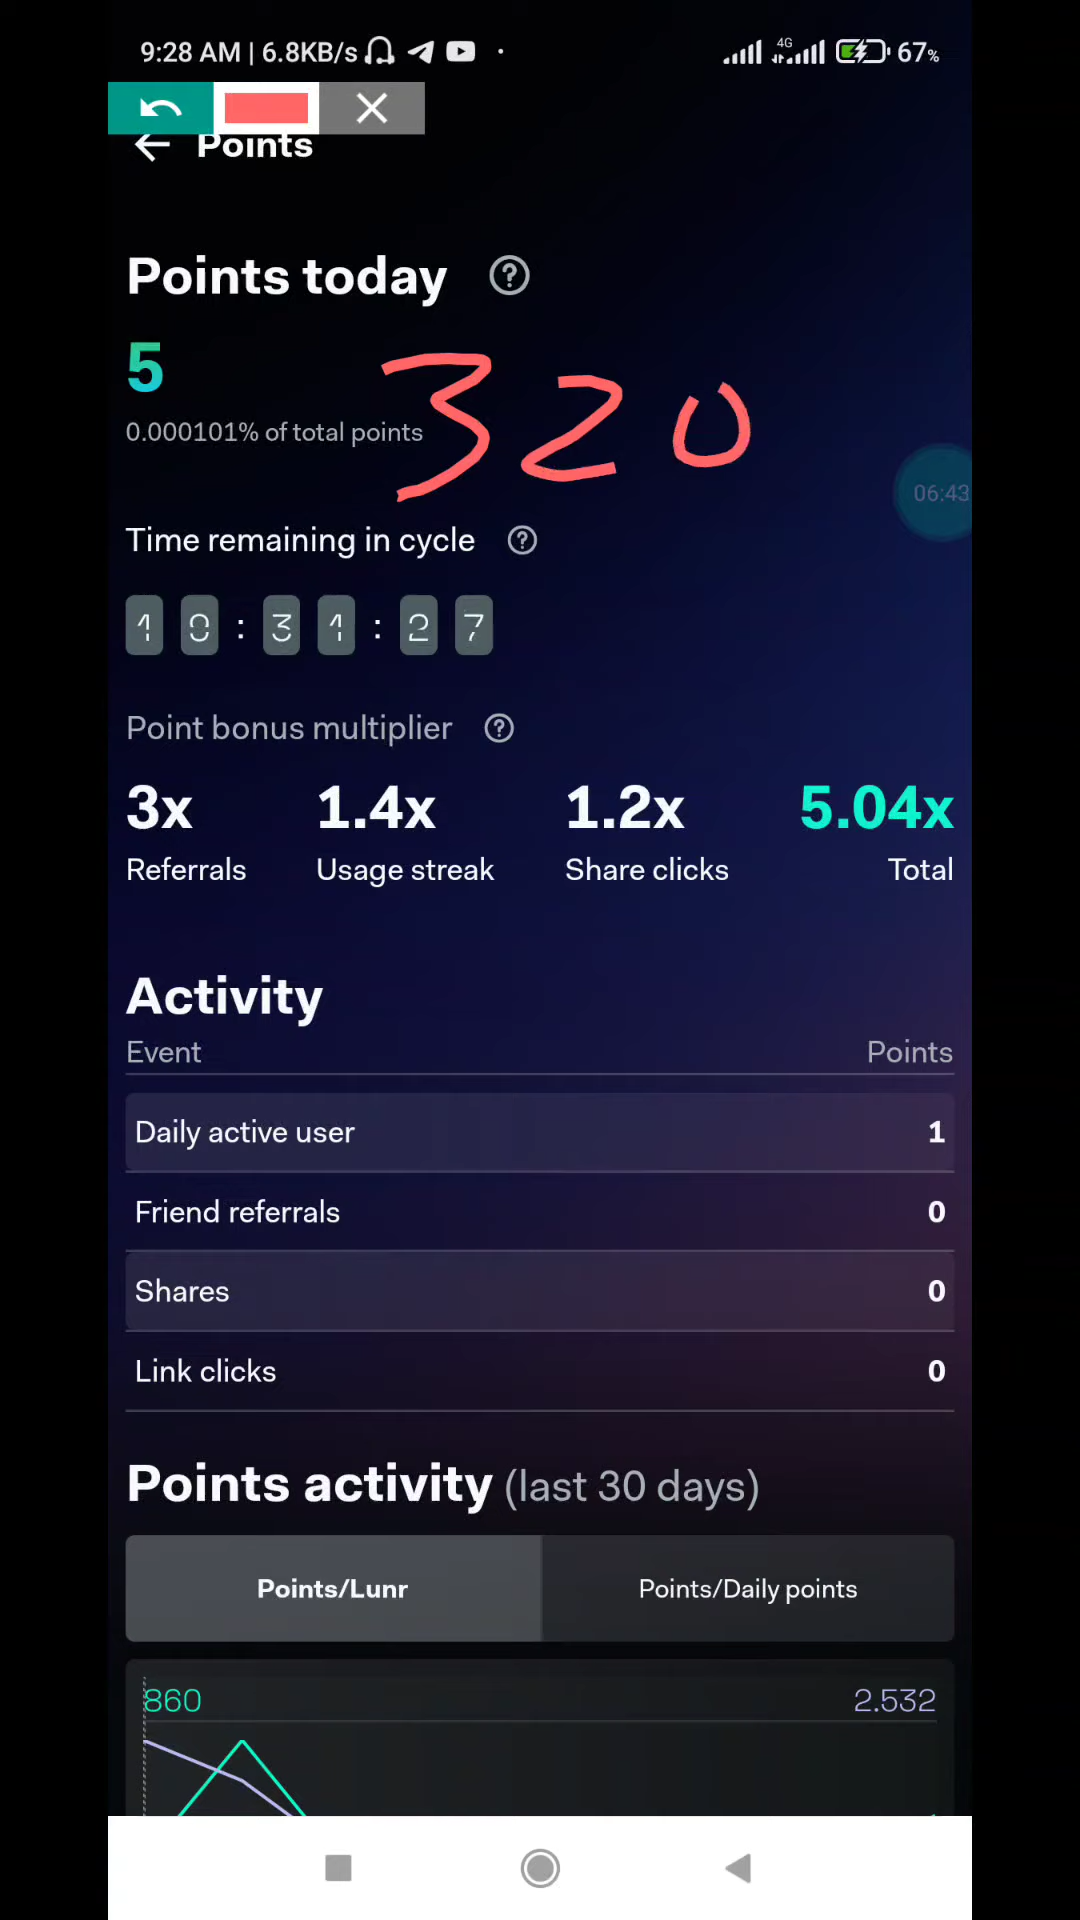 9:28 AM | 6.8KB/s 4G 67%
Points
Points today
5
320
0.000101% of total points
06:43
Time remaining in cycle
10:31:27
Point bonus multiplier
3x 1.4x 1.2x 5.04x
Referrals Usage streak Share clicks Total
Activity
Event Points
Daily active user 1
Friend referrals 0
Shares 0
Link clicks 0
Points activity (last 30 days)
Points/Lunr Points/Daily points
860 2.532